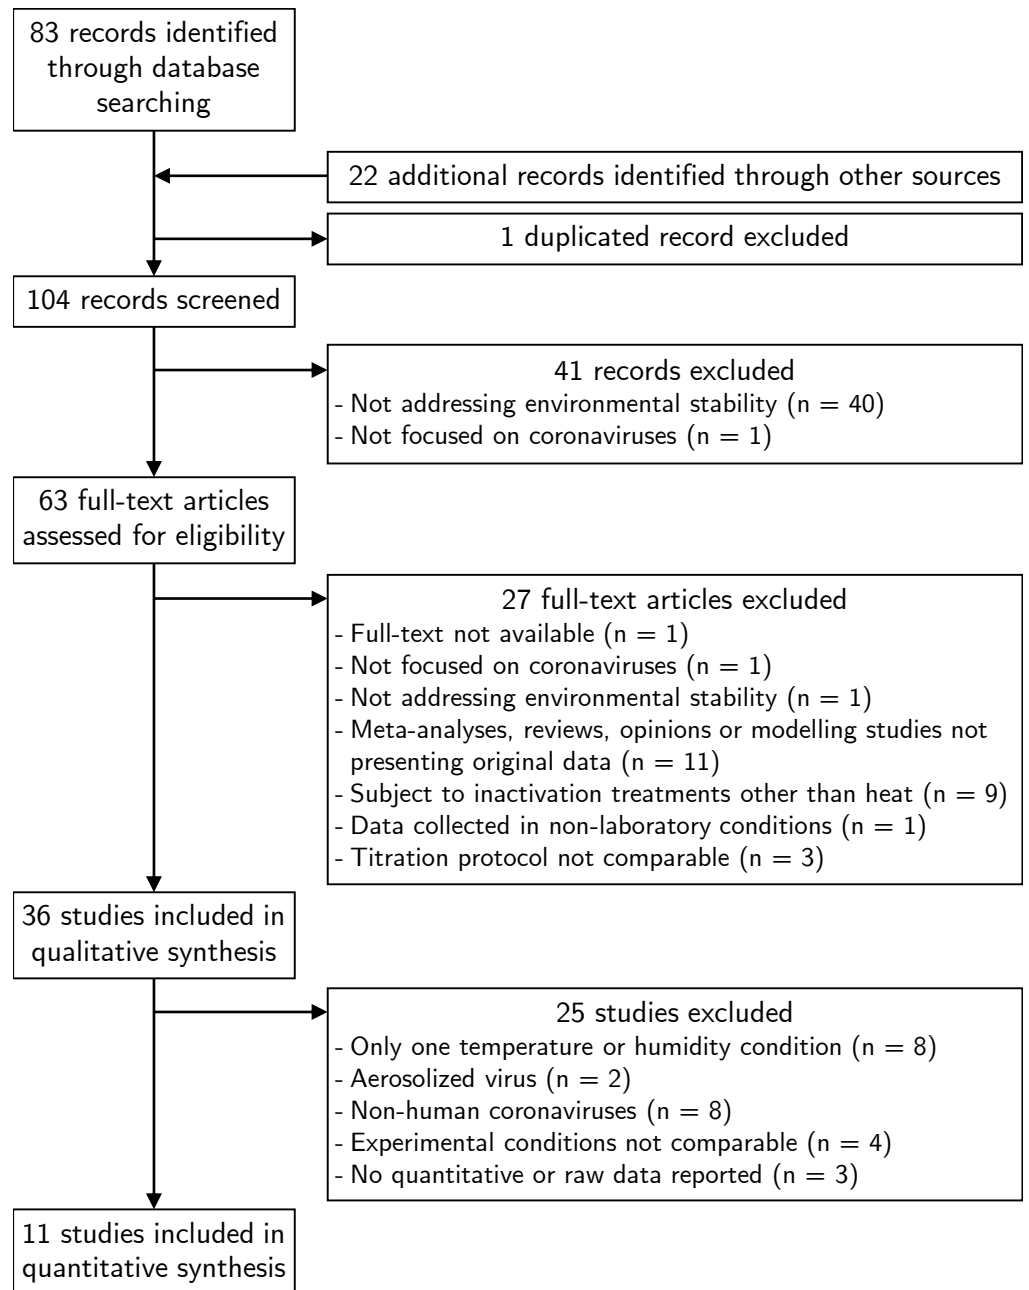 83 records identified
through database
searching
22 additional records identified through other sources
1 duplicated record excluded
104 records screened
41 records excluded
- Not addressing environmental stability (n = 40)
- Not focused on coronaviruses (n = 1)
63 full-text articles
assessed for eligibility
27 full-text articles excluded
- Full-text not available (n = 1)
- Not focused on coronaviruses (n = 1)
- Not addressing environmental stability (n = 1)
- Meta-analyses, reviews, opinions or modelling studies not
presenting original data (n = 11)
- Subject to inactivation treatments other than heat (n = 9)
- Data collected in non-laboratory conditions (n = 1)
- Titration protocol not comparable (n = 3)
36 studies included in
qualitative synthesis
25 studies excluded
- Only one temperature or humidity condition (n = 8)
- Aerosolized virus (n = 2)
- Non-human coronaviruses (n = 8)
- Experimental conditions not comparable (n = 4)
- No quantitative or raw data reported (n = 3)
11 studies included in
quantitative synthesis